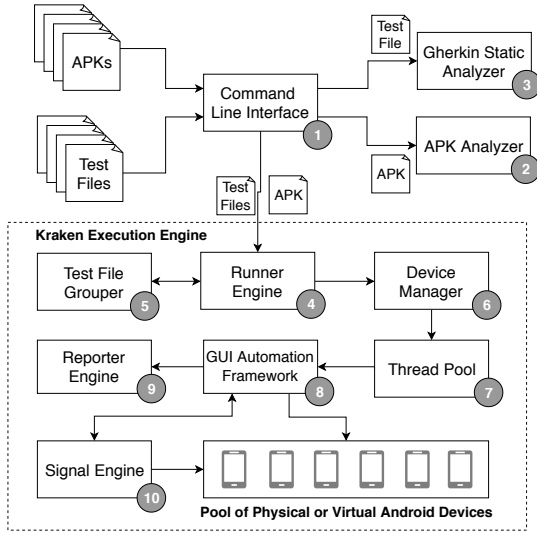 APKs
Test
File
Gherkin Static
Analyzer
3
Command
Line Interface
1
Test
Files
APK Analyzer
2
APK
Test
Files
APK
Kraken Execution Engine
Test File
Grouper
5
Runner
Engine
4
Device
Manager
6
Reporter
Engine
9
GUI Automation
Framework
8
Thread Pool
7
Signal Engine
10
Pool of Physical or Virtual Android Devices